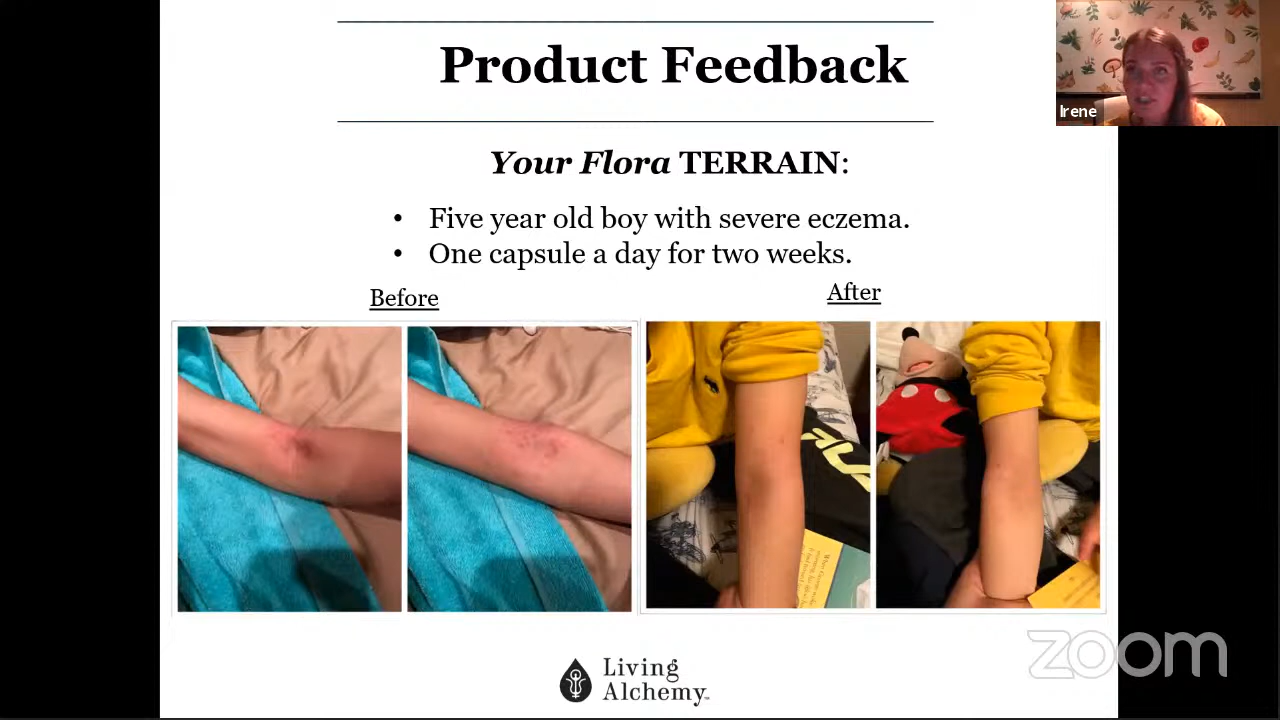 Product Feedback
Irene
Your Flora TERRAIN:
• Five year old boy with severe eczema.
• One capsule a day for two weeks.
Before
After
zoom
Living
Alchemy™